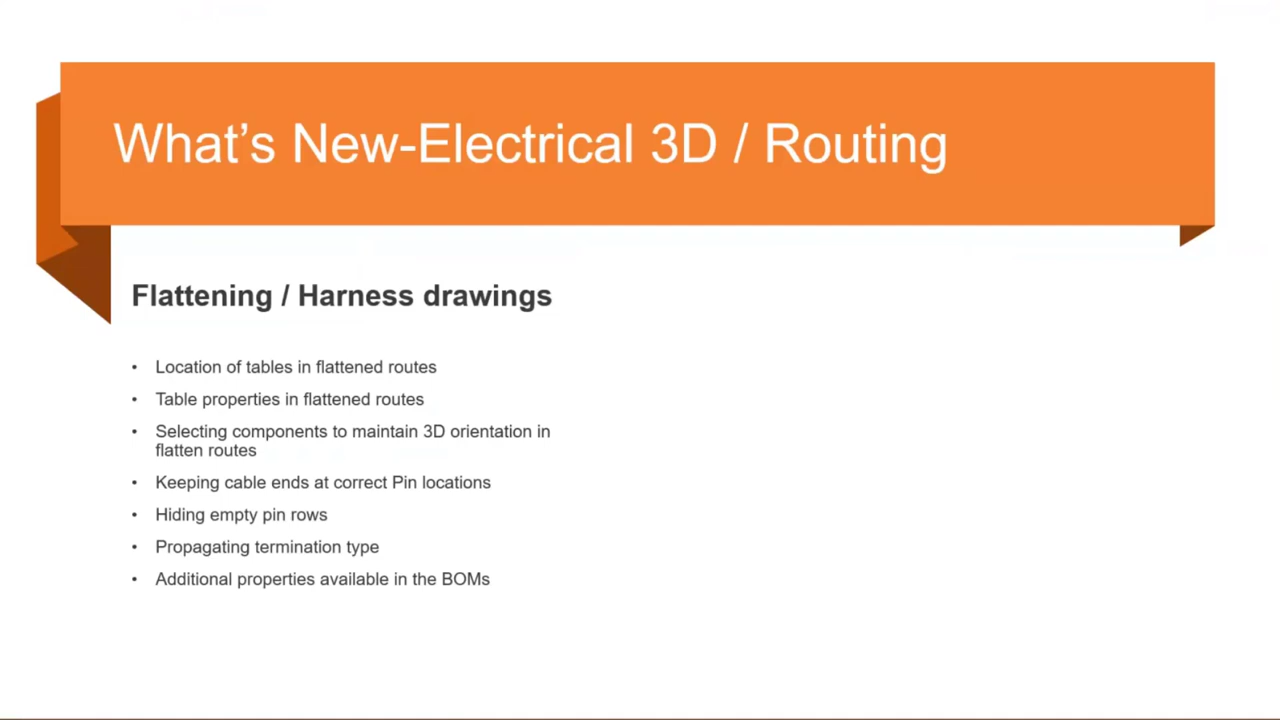 What’s New-Electrical 3D / Routing
Flattening / Harness drawings
• Location of tables in flattened routes
• Table properties in flattened routes
• Selecting components to maintain 3D orientation in
flatten routes
• Keeping cable ends at correct Pin locations
• Hiding empty pin rows
• Propagating termination type
• Additional properties available in the BOMs